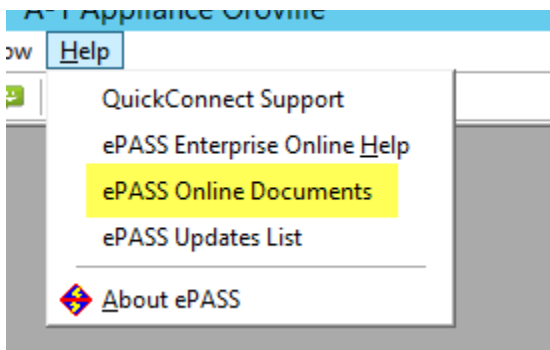 A-1 Appliance Oroville
ow Help
QuickConnect Support
ePASS Enterprise Online Help
ePASS Online Documents
ePASS Updates List
About ePASS